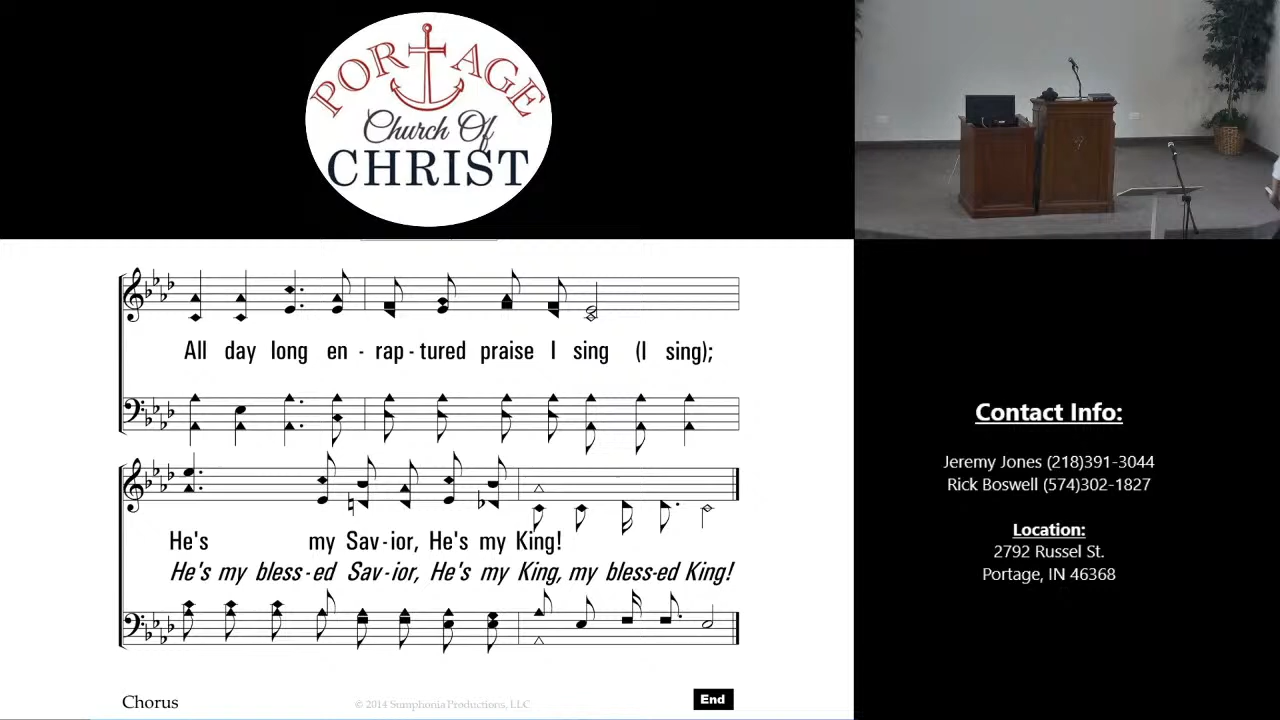 PORTAGE
Church Of
CHRIST
All day long en - rap - tured praise I sing (I sing);
He's my Sav - ior, He's my King!
He's my bless - ed Sav - ior, He's my King, my bless-ed King!
Chorus
© 2014 Sumphonia Productions, LLC
End
Contact Info:
Jeremy Jones (218)391-3044
Rick Boswell (574)302-1827
Location:
2792 Russel St.
Portage, IN 46368